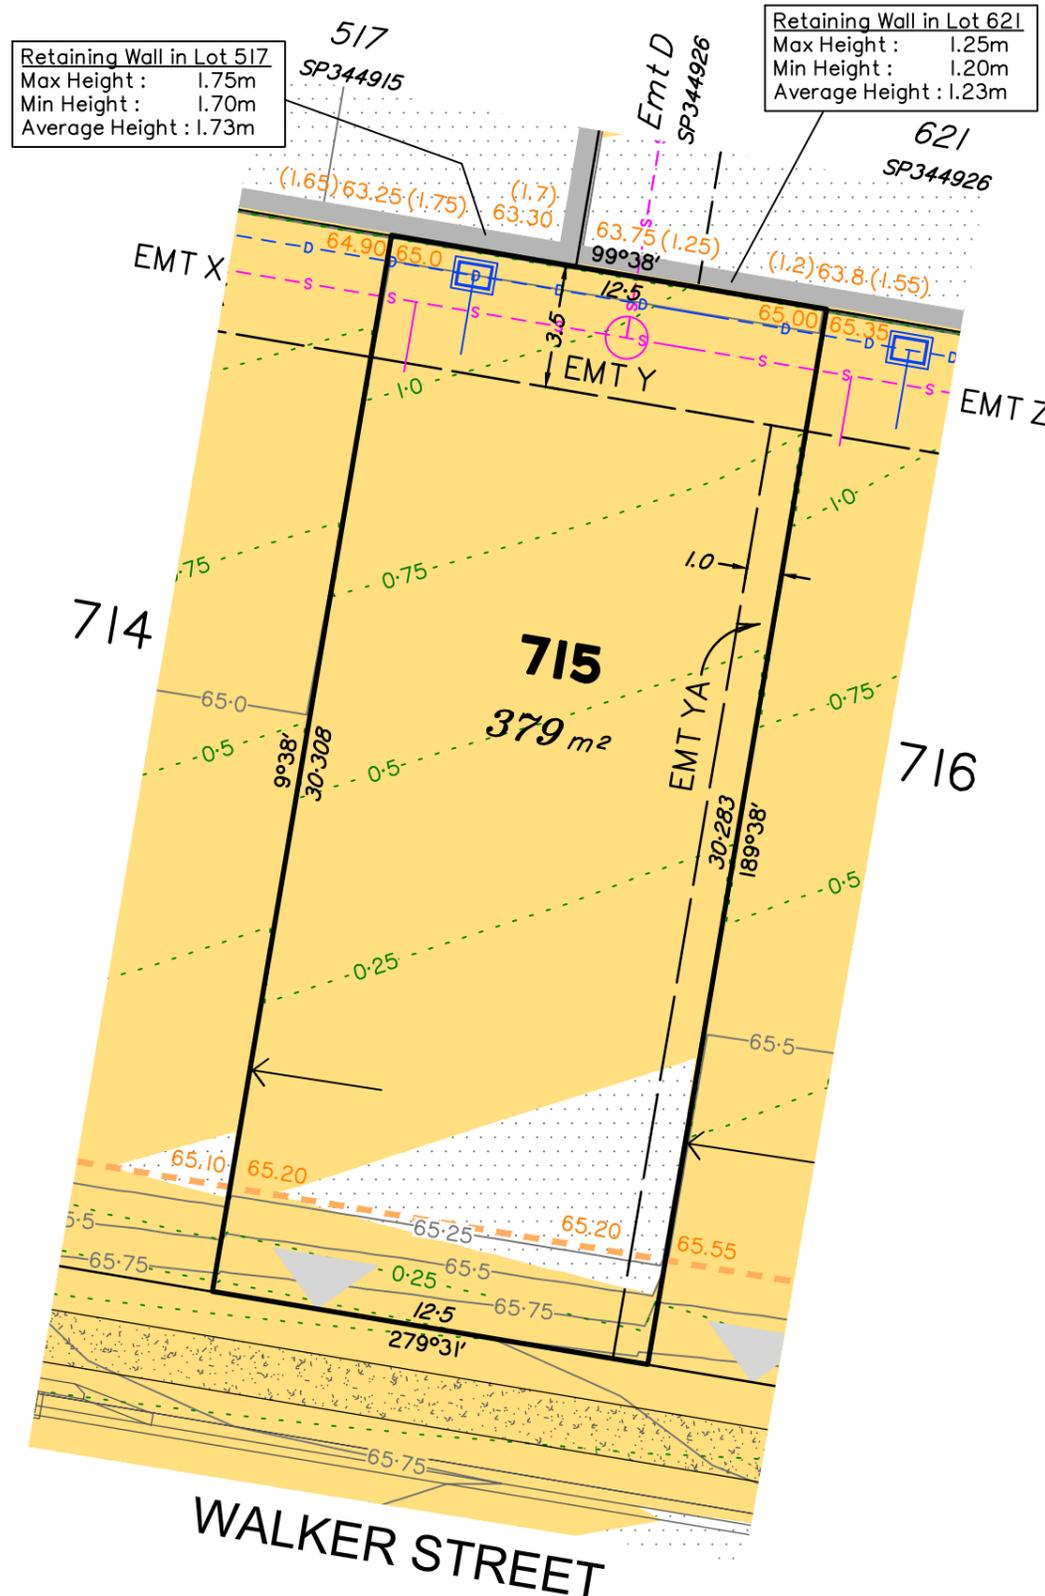 517
SP344915
Emt D
SP344926
Retaining Wall in Lot 621
Max Height : 1.25m
Min Height : 1.20m
Average Height : 1.23m
Retaining Wall in Lot 517
Max Height : 1.75m
Min Height : 1.70m
Average Height : 1.73m
621
SP344926
(1.65) 63.25 (1.75)
(1.7)
63.30
63.75 (1.25)
(1.2) 63.8 (1.55)
99°38'
12·5
EMT X
64.90
65.0
D
D
D
D
D
D
D
D
D
65.00
65.35
S
S
S
S
S
S
S
S
S
3.5
EMT Y
EMT Z
1·0
1·0
·75
0·75
1.0
714
715
379 m²
EMT YA
65·0
0·5
0·5
0·75
716
9°38'
30·308
30·283
189°38'
0·5
0·25
65·5
65.10
65.20
65.20
65.55
5·5
65·25
65·75
65·5
0·25
65·75
12·5
279°31'
65·75
WALKER STREET